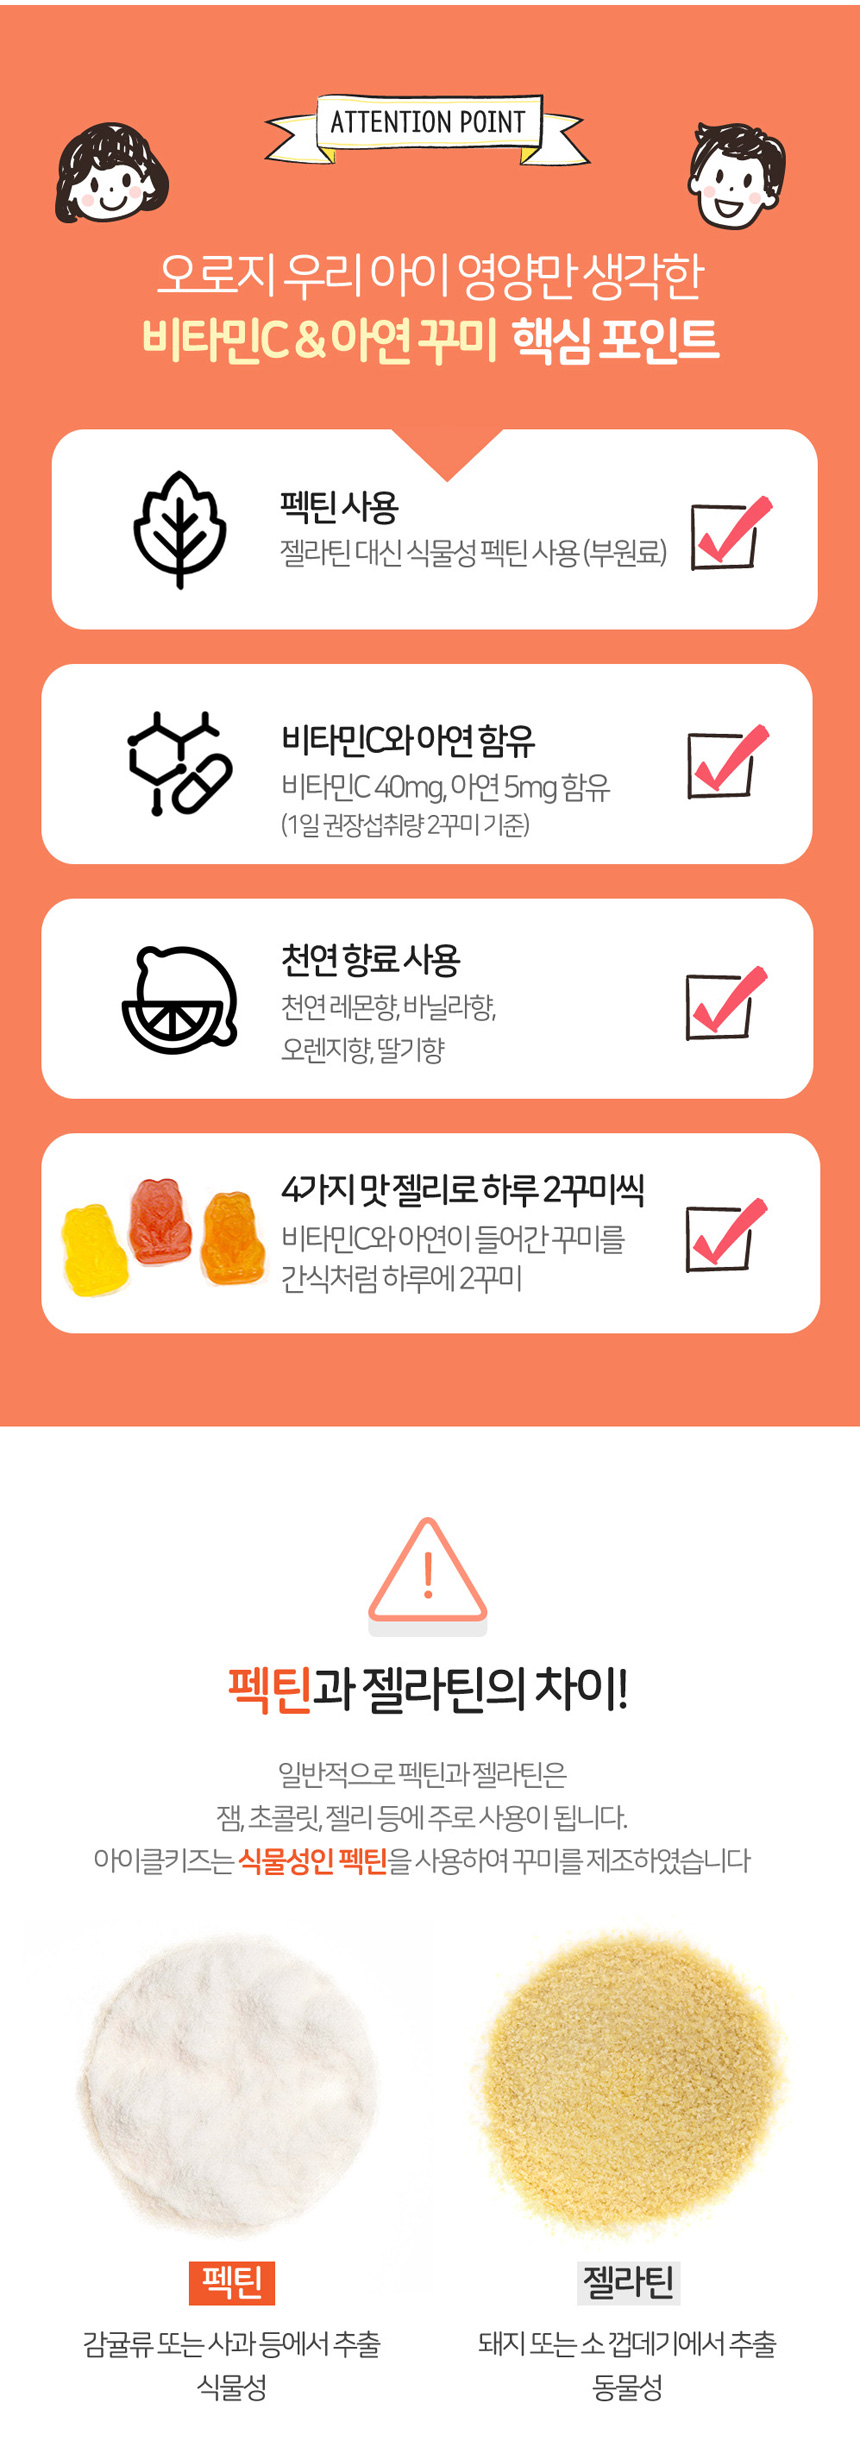 ATTENTION POINT
오로지 우리 아이 영양만 생각한
비타민C & 아연 꾸미 핵심 포인트
펙틴 사용
젤라틴 대신 식물성 펙틴 사용 (부원료)
비타민C와 아연 함유
비타민C 40mg, 아연 5mg 함유
(1일 권장섭취량 2꾸미 기준)
천연 향료 사용
천연 레몬향, 바닐라향,
오렌지향, 딸기향
4가지 맛 젤리로 하루 2꾸미씩
비타민C와 아연이 들어간 꾸미를
간식처럼 하루에 2꾸미
펙틴과 젤라틴의 차이!
일반적으로 펙틴과 젤라틴은
잼, 초콜릿, 젤리 등에 주로 사용이 됩니다.
아이클키즈는 식물성인 펙틴을 사용하여 꾸미를 제조하였습니다
펙틴
젤라틴
감귤류 또는 사과 등에서 추출
식물성
돼지 또는 소 껍데기에서 추출
동물성